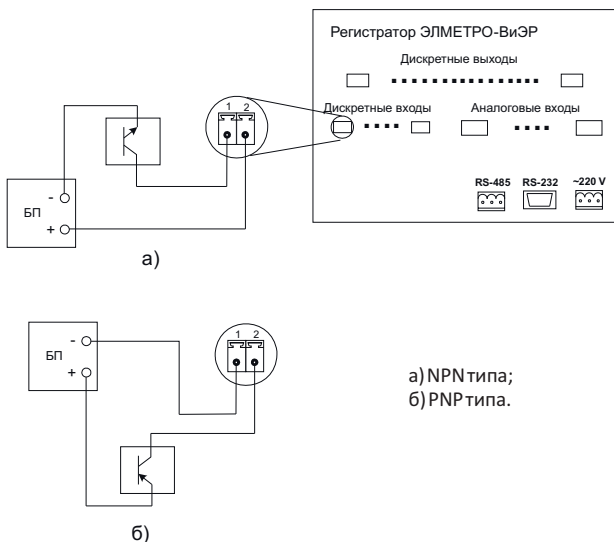 Регистратор ЭЛМЕТРО-ВиЭР
Дискретные выходы
Дискретные входы
Аналоговые входы
RS-485 RS-232 ~220 V
1 2
БП
-
+
а)
1 2
БП
-
+
б)
а) NPN типа;
б) PNP типа.